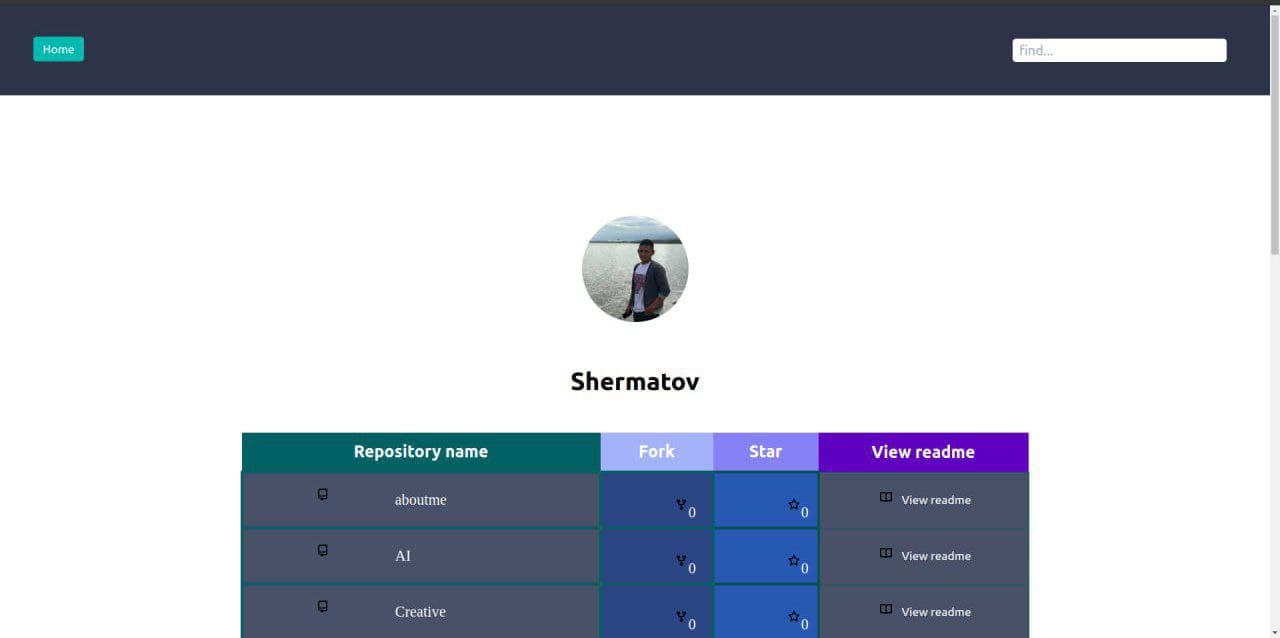 Home
find...
Shermatov
Repository name Fork Star View readme
aboutme 0 0 View readme
AI 0 0 View readme
Creative 0 0 View readme